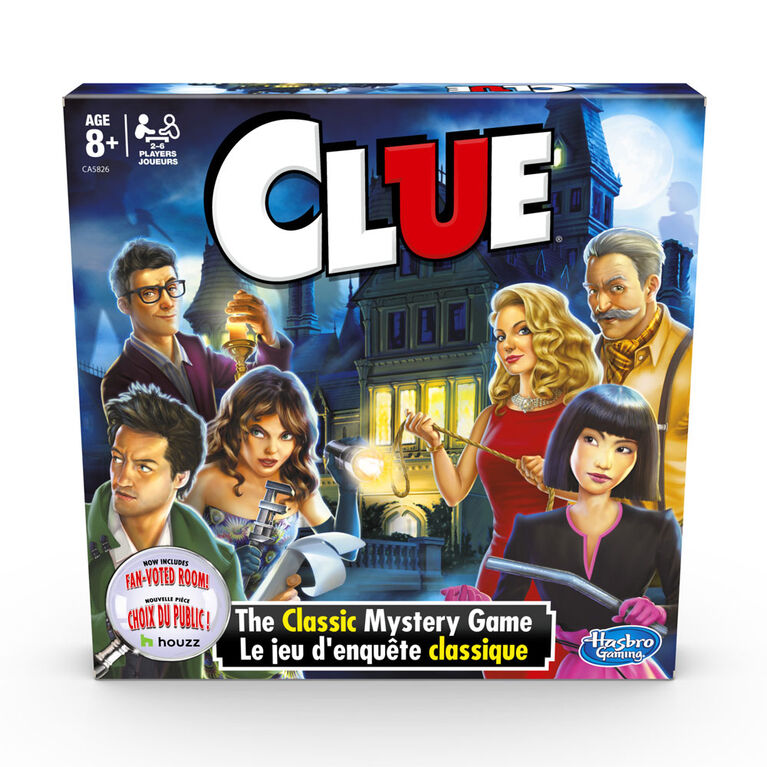 CLUE
AGE
8+
2-6
PLAYERS
JOUEURS
CA5826
CLUE
®
NOW INCLUDES
FAN-VOTED ROOM!
NOUVELLE PIÈCE
CHOIX DU PUBLIC !
houzz
The Classic Mystery Game
Le jeu d'enquête classique
Hasbro
Gaming